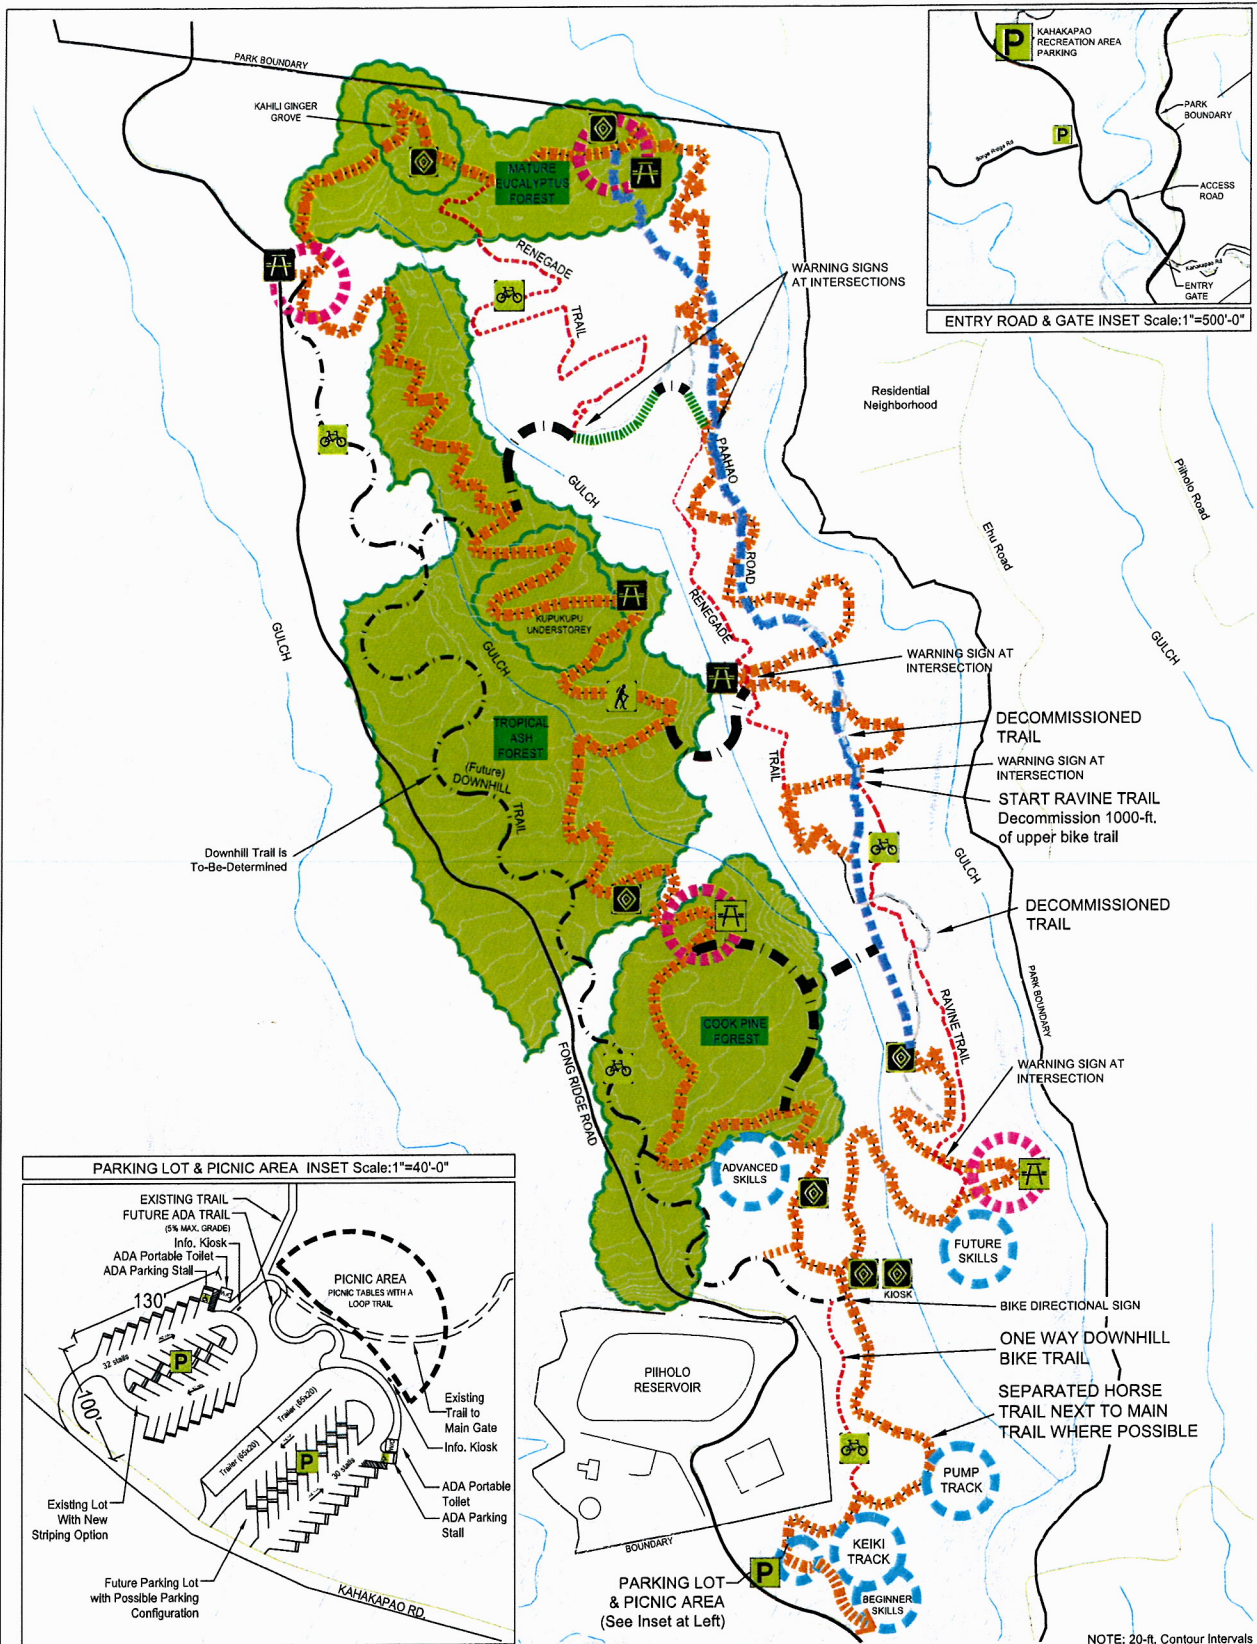 PARK BOUNDARY
KAHILI GINGER
GROVE
MATURE
EUCALYPTUS
FOREST
RENEGADE
TRAIL
WARNING SIGNS
AT INTERSECTIONS
P
KAHAKAPAO
RECREATION AREA
PARKING
P
PARK
BOUNDARY
ACCESS
ROAD
Kahakapao Rd
ENTRY
GATE
ENTRY ROAD & GATE INSET Scale:1"=500'-0"
Residential
Neighborhood
Piiholo Road
Ehu Road
GULCH
PAAHAO
ROAD
GULCH
GULCH
RENEGADE
TRAIL
KUPUKUPU
UNDERSTOREY
GULCH
WARNING SIGN AT
INTERSECTION
TROPICAL
ASH
FOREST
(Future)
DOWNHILL
TRAIL
DECOMMISSIONED
TRAIL
WARNING SIGN AT
INTERSECTION
START RAVINE TRAIL
Decommission 1000-ft.
of upper bike trail
Downhill Trail Is
To-Be-Determined
GULCH
DECOMMISSIONED
TRAIL
PARK BOUNDARY
RAVINE TRAIL
COOK PINE
FOREST
FONG RIDGE ROAD
WARNING SIGN AT
INTERSECTION
ADVANCED
SKILLS
FUTURE
SKILLS
KIOSK
BIKE DIRECTIONAL SIGN
ONE WAY DOWNHILL
BIKE TRAIL
SEPARATED HORSE
TRAIL NEXT TO MAIN
TRAIL WHERE POSSIBLE
PIIHOLO
RESERVOIR
PUMP
TRACK
KEIKI
TRACK
BEGINNER
SKILLS
BOUNDARY
P
PARKING LOT
& PICNIC AREA
(See Inset at Left)
NOTE: 20-ft. Contour Intervals
PARKING LOT & PICNIC AREA INSET Scale:1"=40'-0"
EXISTING TRAIL
FUTURE ADA TRAIL
(5% MAX. GRADE)
Info. Kiosk
ADA Portable Toilet
ADA Parking Stall
PICNIC AREA
PICNIC TABLES WITH A
LOOP TRAIL
130'
100'
32 stalls
P
Trailer (65x20)
Trailer (65x20)
30 stalls
P
Existing
Trail to
Main Gate
Info. Kiosk
ADA Portable
Toilet
ADA Parking
Stall
Existing Lot
With New
Striping Option
Future Parking Lot
with Possible Parking
Configuration
KAHAKAPAO RD.